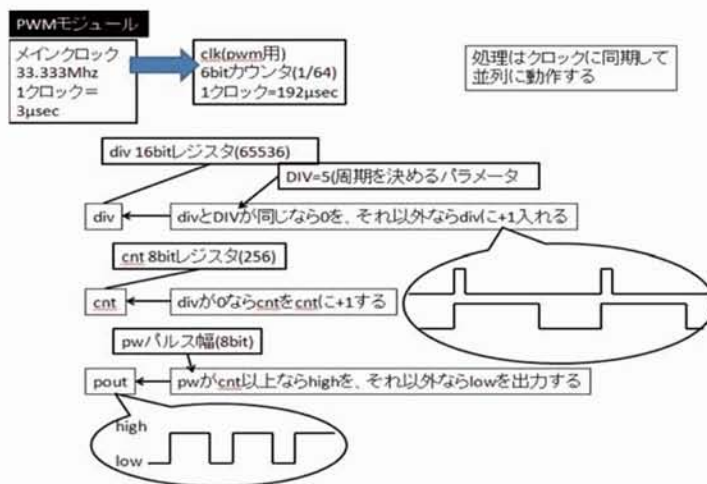 PWMモジュール
メインクロック
33.333Mhz
1クロック＝
3μsec
clk(pwm用)
6bitカウンタ(1/64)
1クロック=192μsec
処理はクロックに同期して
並列に動作する
div 16bitレジスタ(65536)
DIV=5(周期を決めるパラメータ
div
divとDIVが同じなら0を、それ以外ならdivに+1入れる
cnt 8bitレジスタ(256)
cnt
divが0ならcntをcntに+1する
pwパルス幅(8bit)
pout
pwがcnt以上ならhighを、それ以外ならlowを出力する
high
low